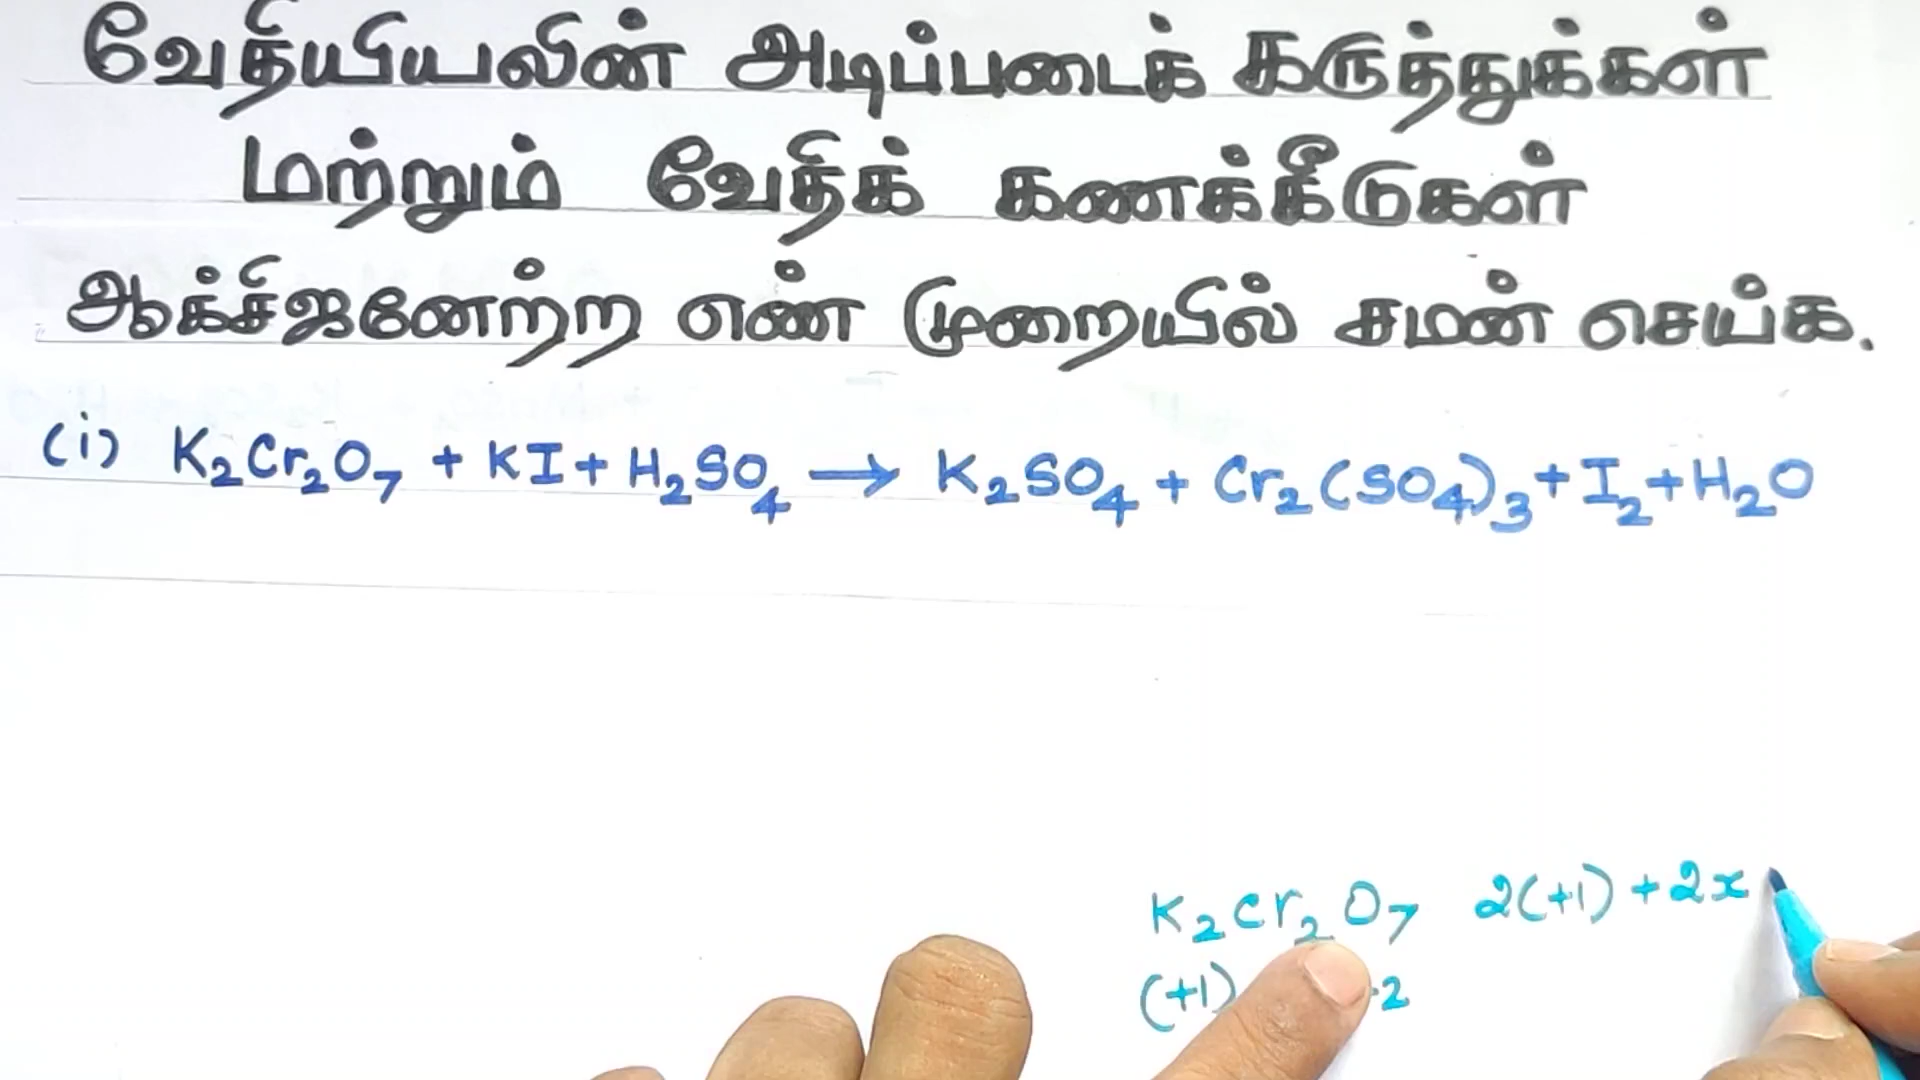 வேதியியலின் அடிப்படைக் கருத்துக்கள்
மற்றும் வேதிக் கணக்கீடுகள்
ஆக்சிஜனேற்ற எண் முறையில் சமன் செய்க.
(i) K₂Cr₂O₇ + KI + H₂SO₄ → K₂SO₄ + Cr₂(SO₄)₃ + I₂ + H₂O
K₂Cr₂O₇ 2(+1) + 2x
(+1) -2